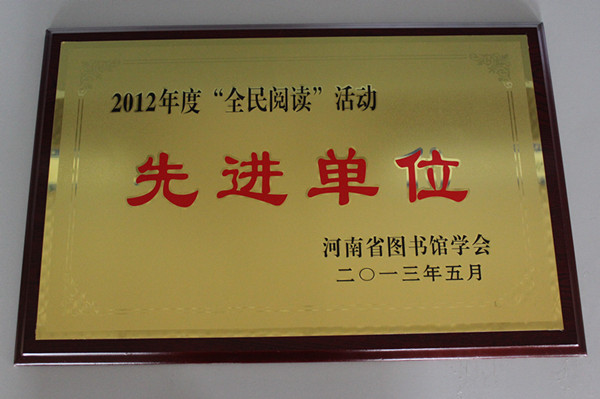 2012年度“全民阅读”活动
先进单位
河南省图书馆学会
二〇一三年五月